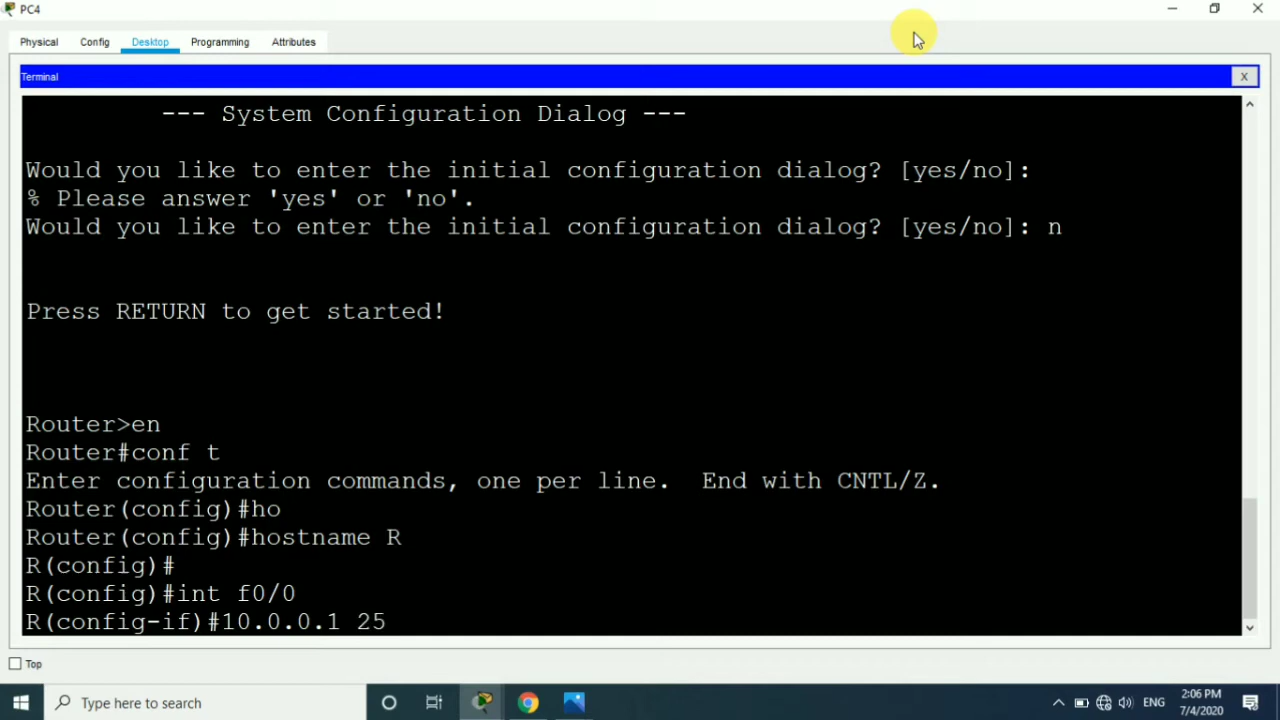 PC4
Physical
Config
Desktop
Programming
Attributes
Terminal
X
--- System Configuration Dialog ---
Would you like to enter the initial configuration dialog? [yes/no]:
% Please answer 'yes' or 'no'.
Would you like to enter the initial configuration dialog? [yes/no]: n
Press RETURN to get started!
Router>en
Router#conf t
Enter configuration commands, one per line.  End with CNTL/Z.
Router(config)#ho
Router(config)#hostname R
R(config)#
R(config)#int f0/0
R(config-if)#10.0.0.1 25
Top
Type here to search
ENG
2:06 PM
7/4/2020